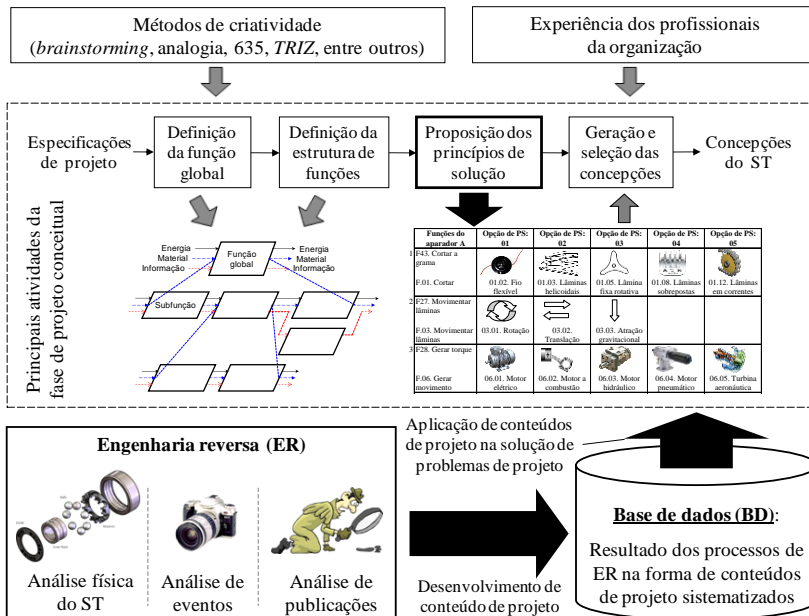 Métodos de criatividade
(brainstorming, analogia, 635, TRIZ, entre outros)
Experiência dos profissionais
da organização
Principais atividades da
fase de projeto conceitual
Especificações
de projeto
Definição
da função
global
Definição da
estrutura de
funções
Proposição dos
princípios de
solução
Geração e
seleção das
concepções
Concepções
do ST
Energia
Material
Informação
Função
global
Energia
Material
Informação
Subfunção
Funções do
aparador A
Opção de PS:
01
Opção de PS:
02
Opção de PS:
03
Opção de PS:
04
Opção de PS:
05
1 F43. Cortar a
grama
F.01. Cortar
01.02. Fio
flexível
01.03. Lâminas
helicoidais
01.05. Lâmina
fixa rotativa
01.08. Lâminas
sobrepostas
01.12. Lâminas
em correntes
2 F27. Movimentar
lâminas
F.03. Movimentar
lâminas
03.01. Rotação
03.02.
Translação
03.03. Atração
gravitacional
3 F28. Gerar torque
F.06. Gerar
movimento
06.01. Motor
elétrico
06.02. Motor a
combustão
06.03. Motor
hidráulico
06.04. Motor
pneumático
06.05. Turbina
aeronáutica
Engenharia reversa (ER)
Análise física
do ST
Análise de
eventos
Análise de
publicações
Aplicação de conteúdos
de projeto na solução de
problemas de projeto
Desenvolvimento de
conteúdo de projeto
Base de dados (BD):
Resultado dos processos de
ER na forma de conteúdos
de projeto sistematizados